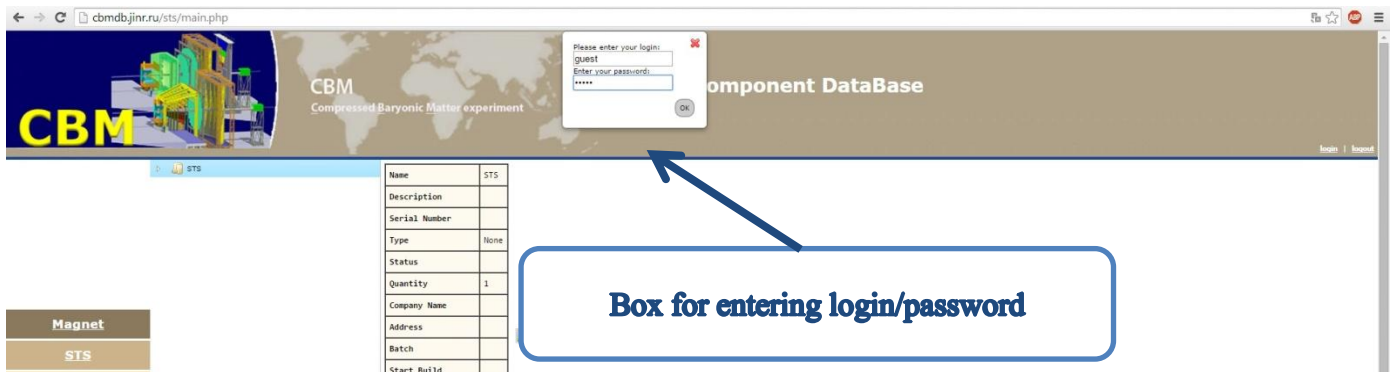 cbmdb.jinr.ru/sts/main.php
ABP
CBM
CBM
Compressed Baryonic Matter experiment
Please enter your login:
guest
Enter your password:
•••••
OK
omponent DataBase
login | logout
STS
Name STS
Description
Serial Number
Type None
Status
Quantity 1
Company Name
Address
Batch
Start Build
Magnet
STS
Box for entering login/password